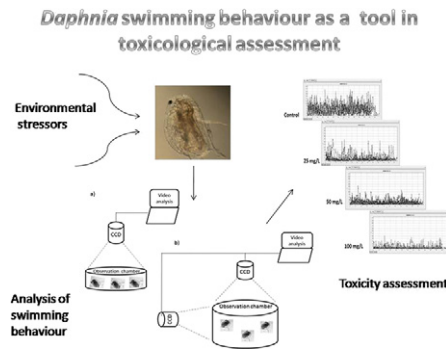 Daphnia swimming behaviour as a tool in
toxicological assessment
Environmental
stressors
Control
25 mg/L
50 mg/L
100 mg/L
a)
Video
analysis
CCD
Observation chamber
b)
Video
analysis
CCD
CCD
Observation chamber
Analysis of
swimming
behaviour
Toxicity assessment